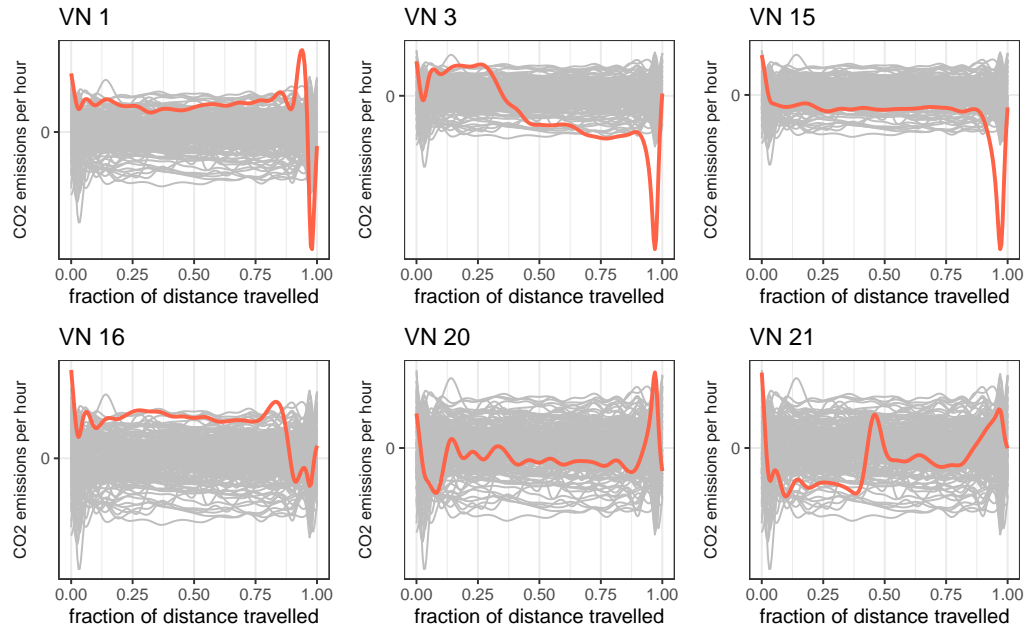 VN 1 VN 3 VN 15
CO2 emissions per hour CO2 emissions per hour CO2 emissions per hour
0 0 0
0.00 0.25 0.50 0.75 1.00 0.00 0.25 0.50 0.75 1.00 0.00 0.25 0.50 0.75 1.00
fraction of distance travelled fraction of distance travelled fraction of distance travelled
VN 16 VN 20 VN 21
CO2 emissions per hour CO2 emissions per hour CO2 emissions per hour
0 0 0
0.00 0.25 0.50 0.75 1.00 0.00 0.25 0.50 0.75 1.00 0.00 0.25 0.50 0.75 1.00
fraction of distance travelled fraction of distance travelled fraction of distance travelled